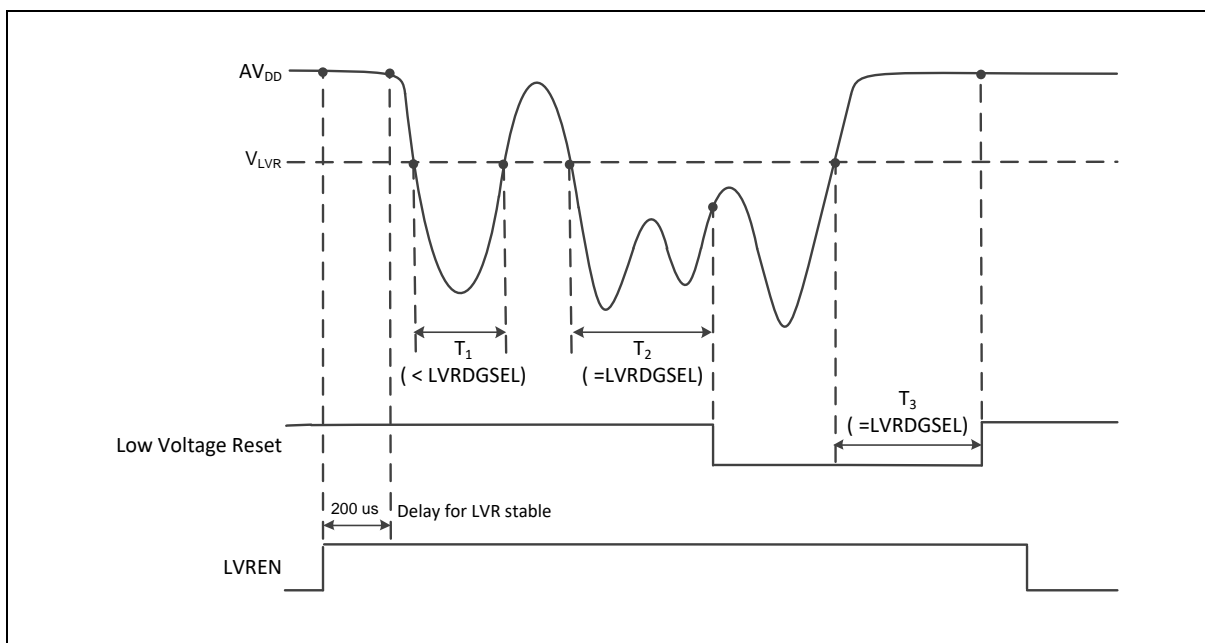 AVDD
VLVR
T1
( < LVRDGSEL)
T2
( =LVRDGSEL)
T3
( =LVRDGSEL)
Low Voltage Reset
200 us
Delay for LVR stable
LVREN